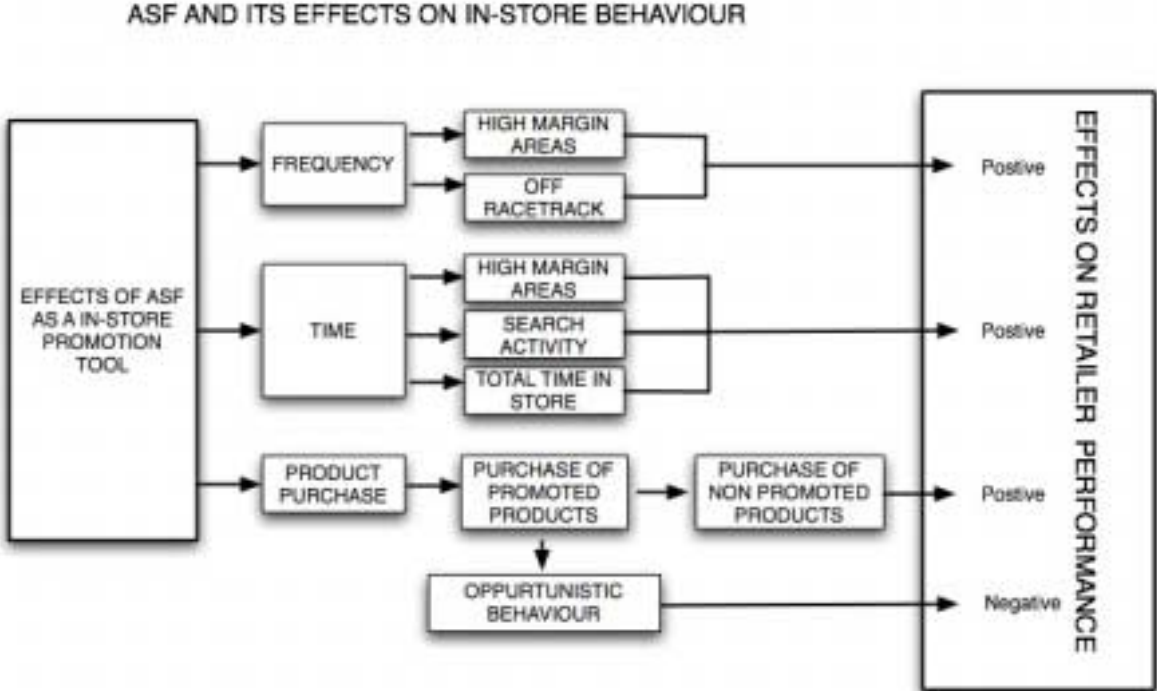 ASF AND ITS EFFECTS ON IN-STORE BEHAVIOUR
EFFECTS OF ASF
AS A IN-STORE
PROMOTION
TOOL
FREQUENCY
HIGH MARGIN
AREAS
OFF
RACETRACK
Postive
TIME
HIGH MARGIN
AREAS
SEARCH
ACTIVITY
TOTAL TIME IN
STORE
Postive
PRODUCT
PURCHASE
PURCHASE OF
PROMOTED
PRODUCTS
PURCHASE OF
NON PROMOTED
PRODUCTS
Postive
OPPURTUNISTIC
BEHAVIOUR
Negative
EFFECTS ON RETAILER PERFORMANCE